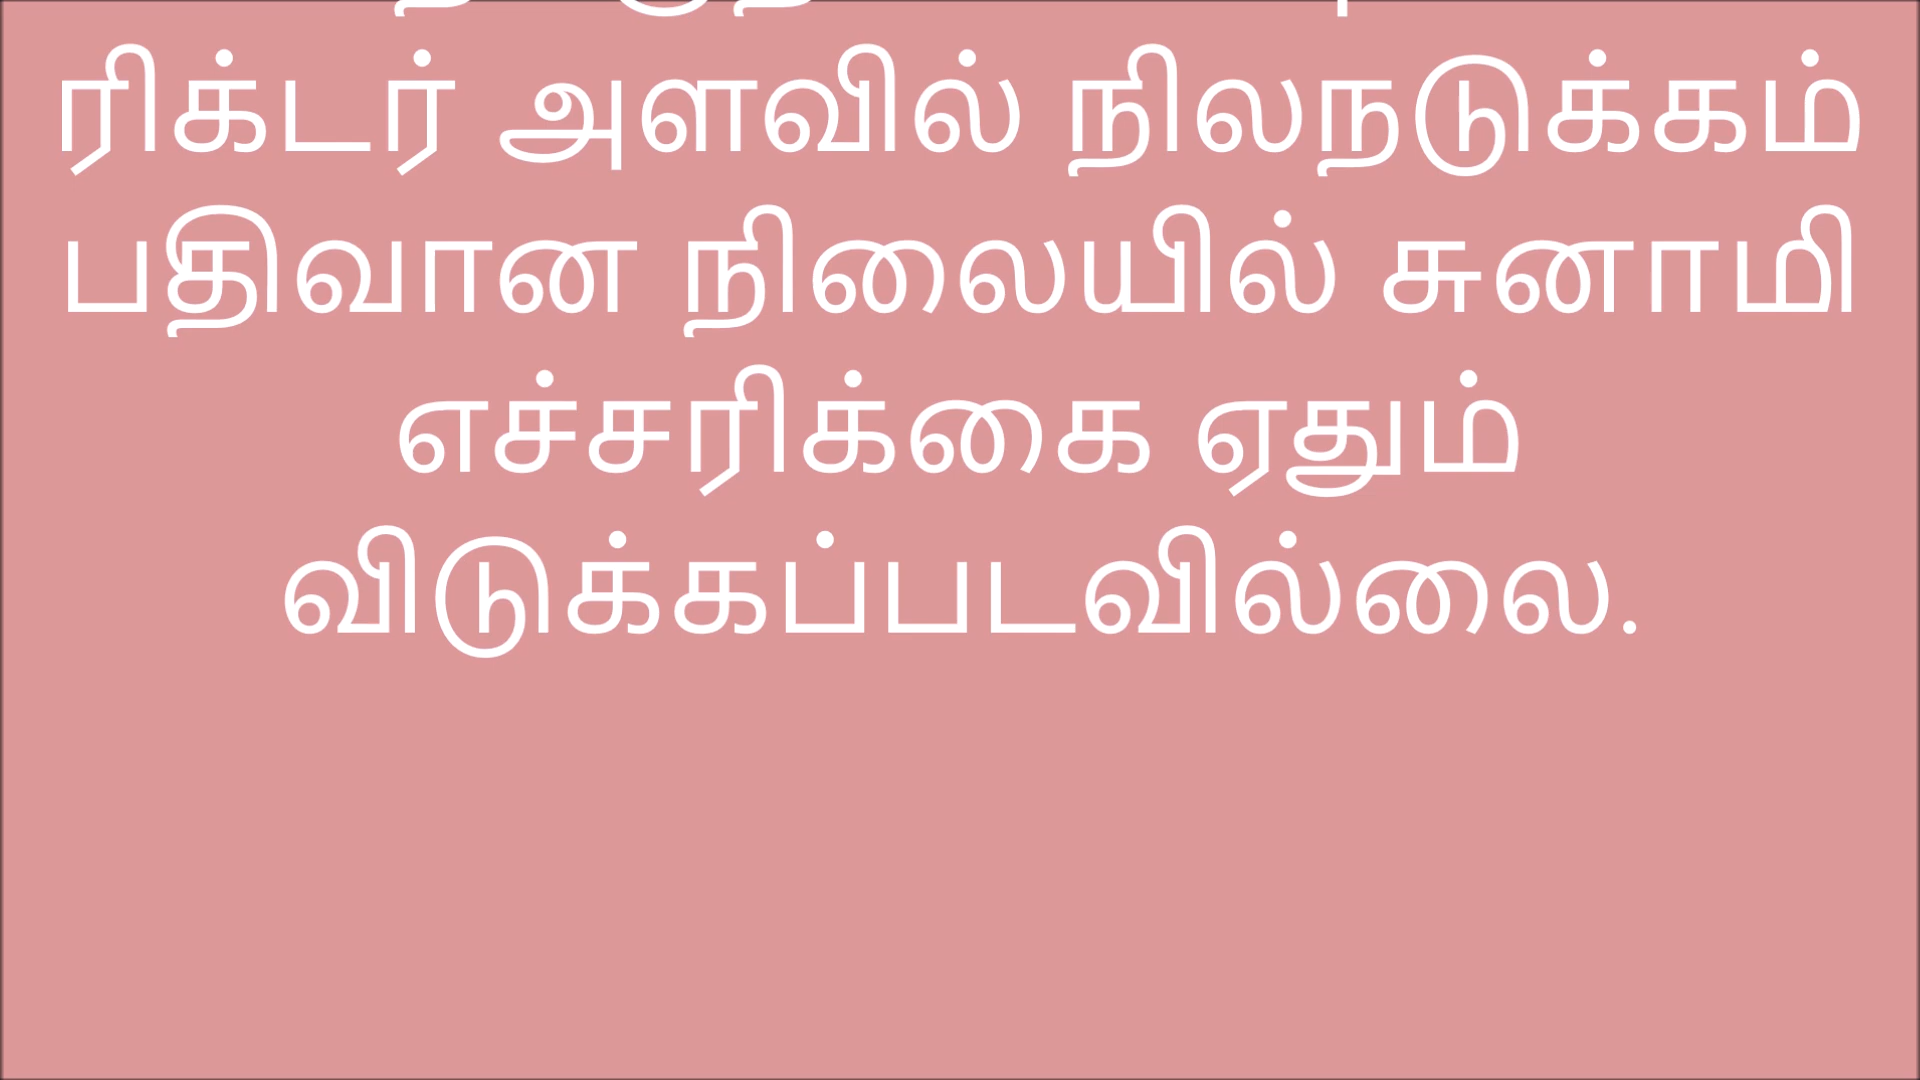 ரிக்டர் அளவில் நிலநடுக்கம்
பதிவான நிலையில் சுனாமி
எச்சரிக்கை ஏதும்
விடுக்கப்படவில்லை.